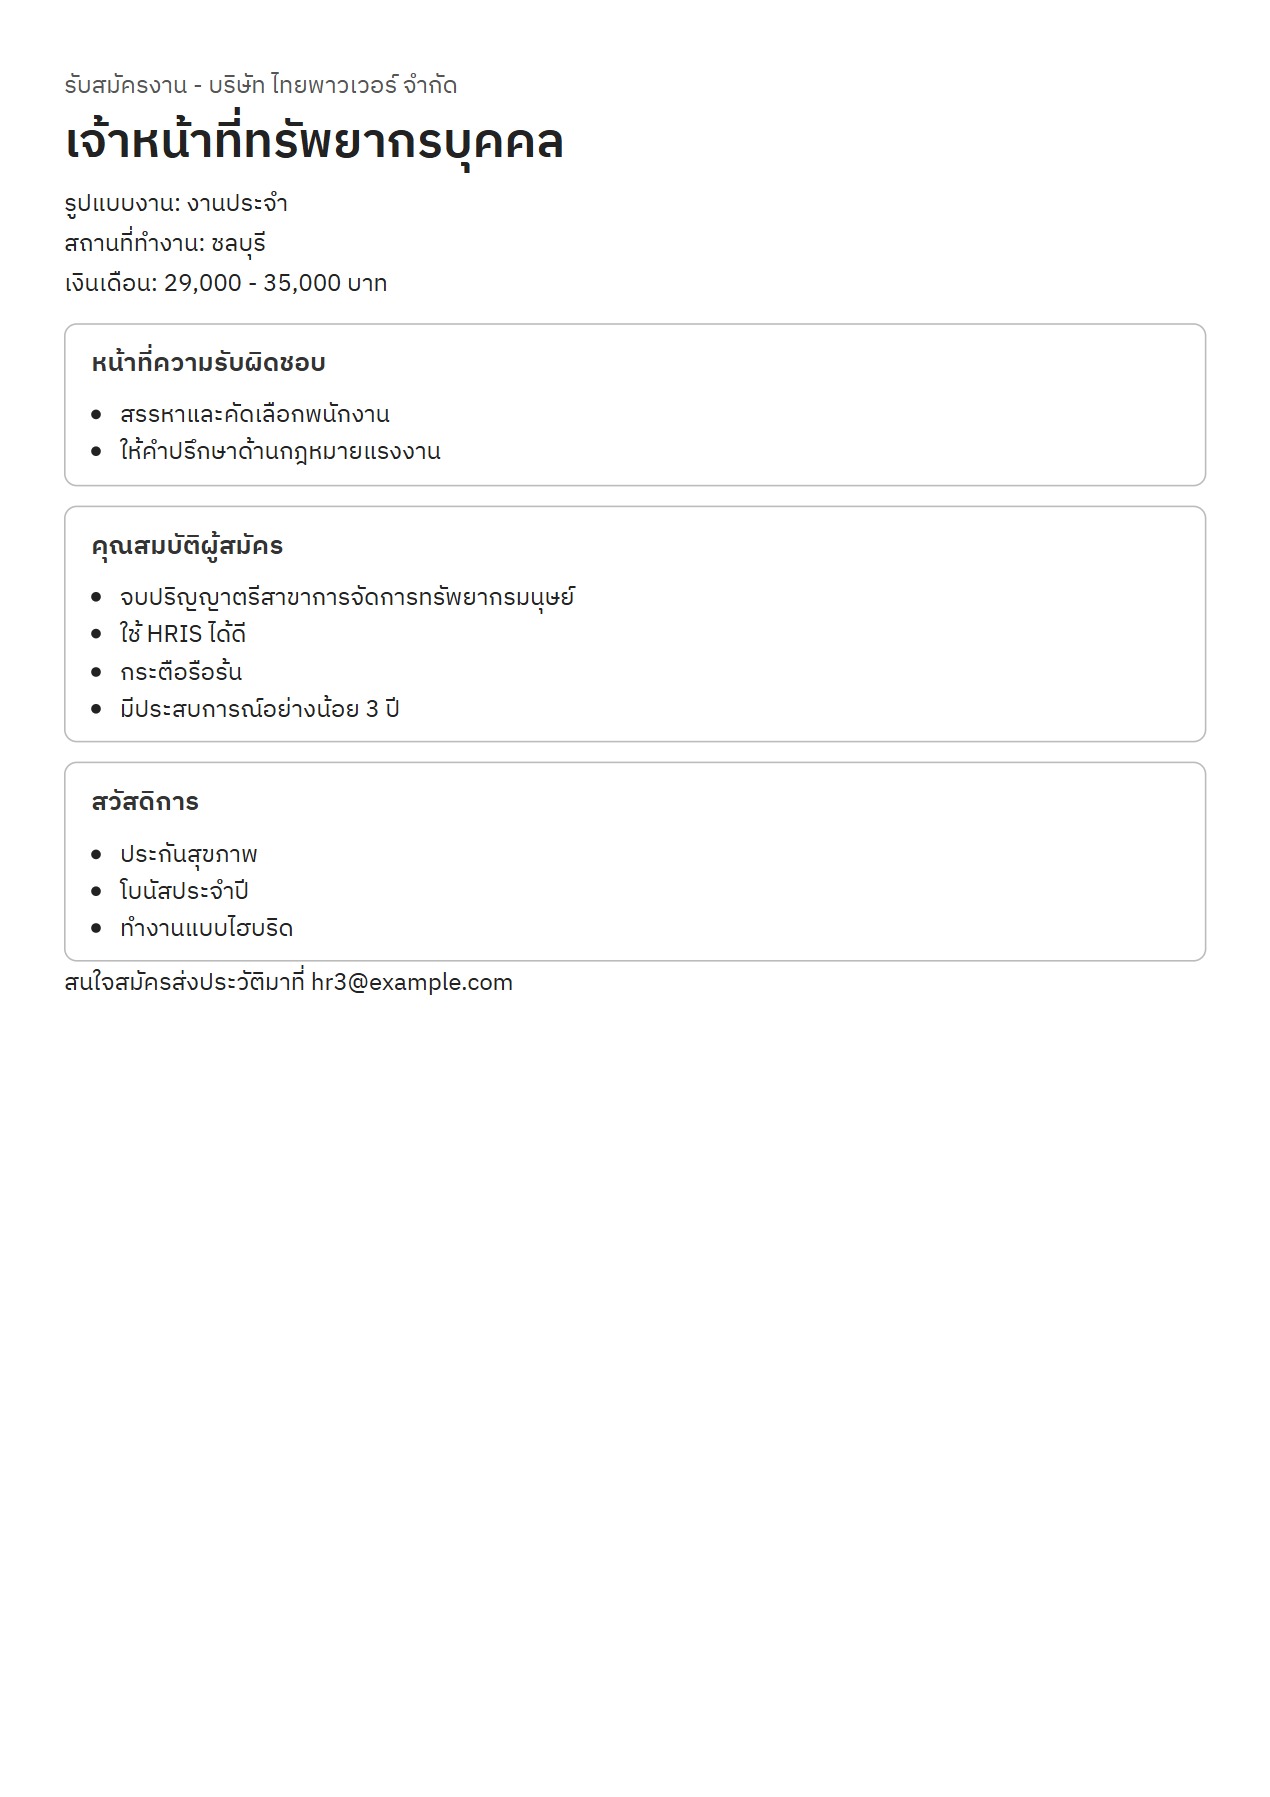 รับสมัครงาน - บริษัท ไทยพาวเวอร์ จำกัด
เจ้าหน้าที่ทรัพยากรบุคคล
รูปแบบงาน: งานประจำ
สถานที่ทำงาน: ชลบุรี
เงินเดือน: 29,000 - 35,000 บาท
หน้าที่ความรับผิดชอบ
• สรรหาและคัดเลือกพนักงาน
• ให้คำปรึกษาด้านกฎหมายแรงงาน
คุณสมบัติผู้สมัคร
• จบปริญญาตรีสาขาการจัดการทรัพยากรมนุษย์
• ใช้ HRIS ได้ดี
• กระตือรือร้น
• มีประสบการณ์อย่างน้อย 3 ปี
สวัสดิการ
• ประกันสุขภาพ
• โบนัสประจำปี
• ทำงานแบบไฮบริด
สนใจสมัครส่งประวัติมาที่ hr3@example.com